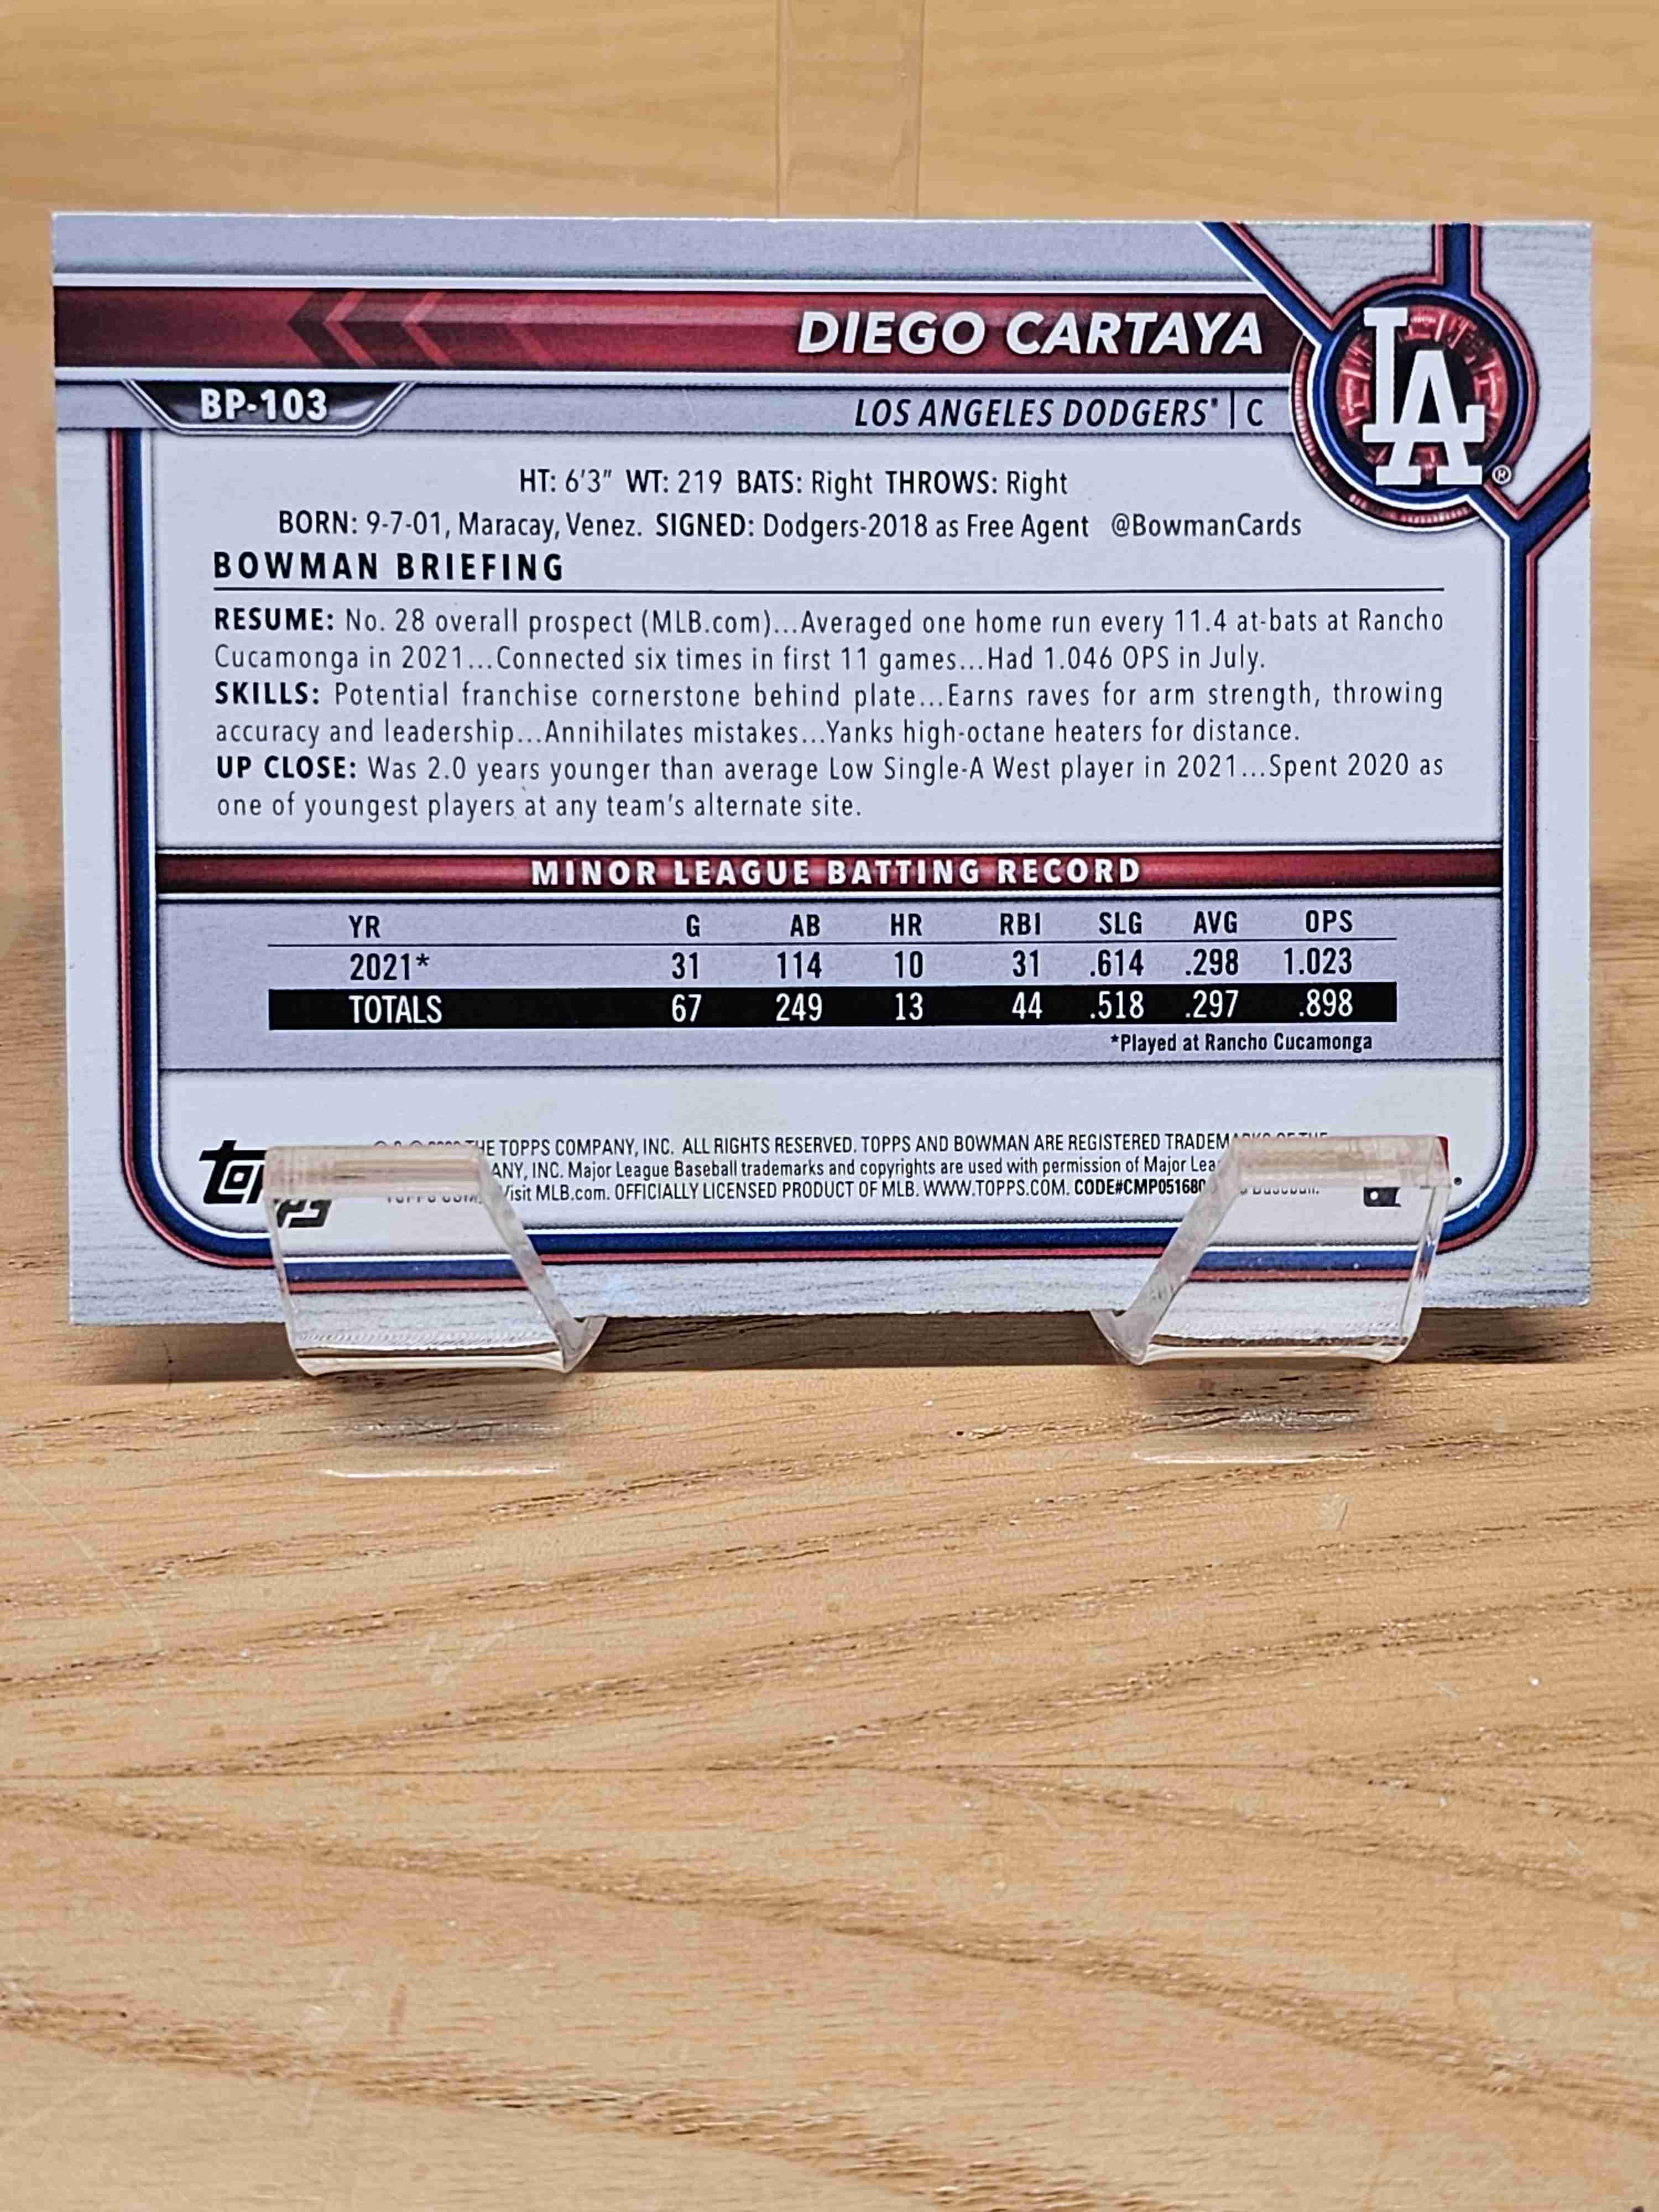 DIEGO CARTAYA
BP-103
LOS ANGELES DODGERS® | C
LA®
HT: 6'3" WT: 219 BATS: Right THROWS: Right
BORN: 9-7-01, Maracay, Venez. SIGNED: Dodgers-2018 as Free Agent @BowmanCards
BOWMAN BRIEFING
RESUME: No. 28 overall prospect (MLB.com)...Averaged one home run every 11.4 at-bats at Rancho
Cucamonga in 2021...Connected six times in first 11 games...Had 1.046 OPS in July.
SKILLS: Potential franchise cornerstone behind plate...Earns raves for arm strength, throwing
accuracy and leadership...Annihilates mistakes...Yanks high-octane heaters for distance.
UP CLOSE: Was 2.0 years younger than average Low Single-A West player in 2021...Spent 2020 as
one of youngest players at any team's alternate site.
MINOR LEAGUE BATTING RECORD
YR G AB HR RBI SLG AVG OPS
2021* 31 114 10 31 .614 .298 1.023
TOTALS 67 249 13 44 .518 .297 .898
*Played at Rancho Cucamonga
topps
THE TOPPS COMPANY, INC. ALL RIGHTS RESERVED. TOPPS AND BOWMAN ARE REGISTERED
INC. Major League Baseball trademarks and copyrights are used with permission of Major
Visit MLB.com. OFFICIALLY LICENSED PRODUCT OF MLB. WWW.TOPPS.COM. CODE#CMP051680